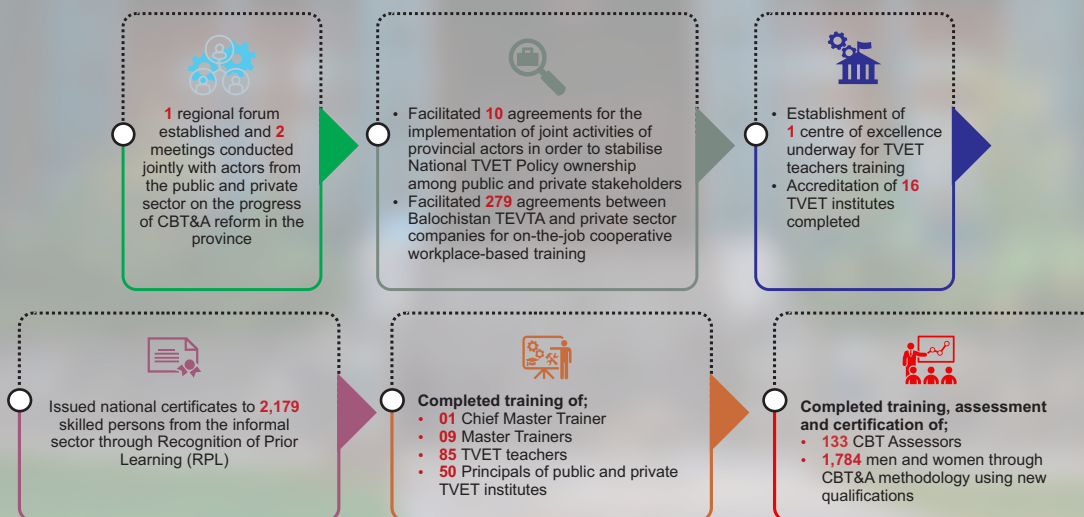 1 regional forum
established and 2
meetings conducted
jointly with actors from
the public and private
sector on the progress
of CBT&A reform in the
province
• Facilitated 10 agreements for the
implementation of joint activities of
provincial actors in order to stabilise
National TVET Policy ownership
among public and private stakeholders
• Facilitated 279 agreements between
Balochistan TEVTA and private sector
companies for on-the-job cooperative
workplace-based training
• Establishment of
1 centre of excellence
underway for TVET
teachers training
• Accreditation of 16
TVET institutes
completed
Issued national certificates to 2,179
skilled persons from the informal
sector through Recognition of Prior
Learning (RPL)
Completed training of;
• 01 Chief Master Trainer
• 09 Master Trainers
• 85 TVET teachers
• 50 Principals of public and private
TVET institutes
Completed training, assessment
and certification of;
• 133 CBT Assessors
• 1,784 men and women through
CBT&A methodology using new
qualifications